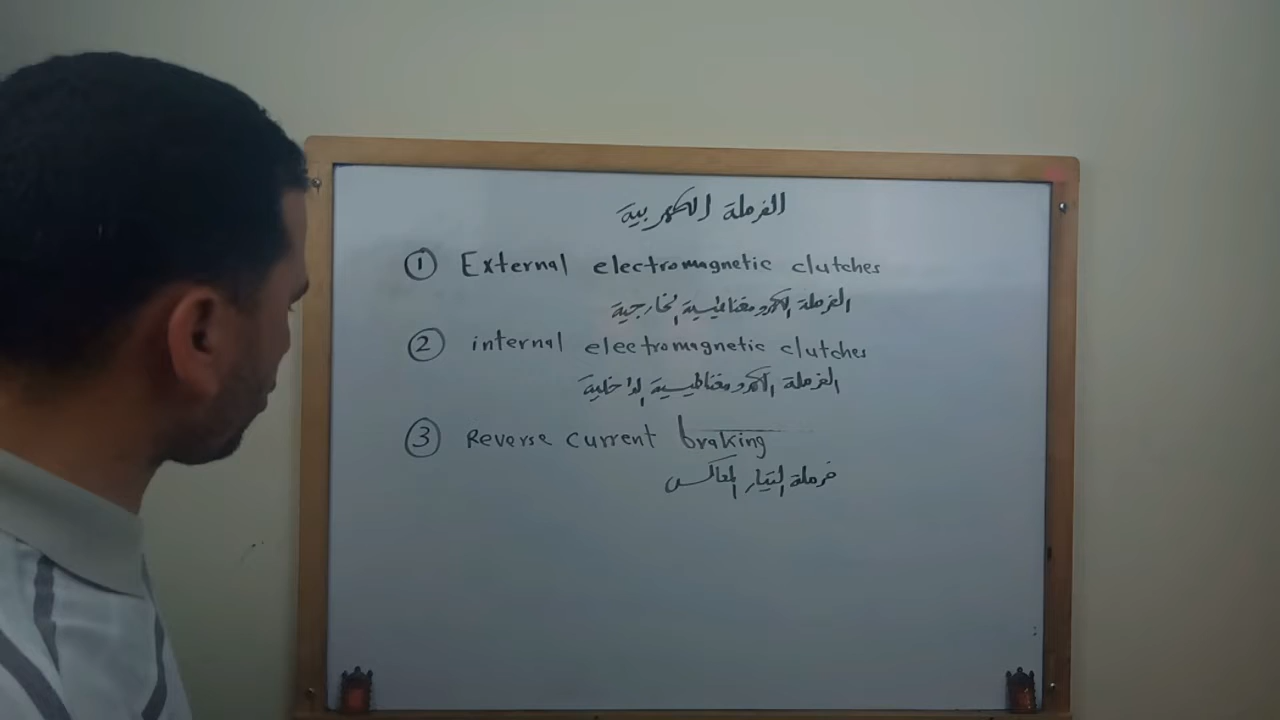 الفرملة الكهربية
① External electromagnetic clutches
الفرملة الكهرومغناطيسية الخارجية
② internal electromagnetic clutches
الفرملة الكهرومغناطيسية الداخلية
③ Reverse current braking
فرملة التيار المعاكس